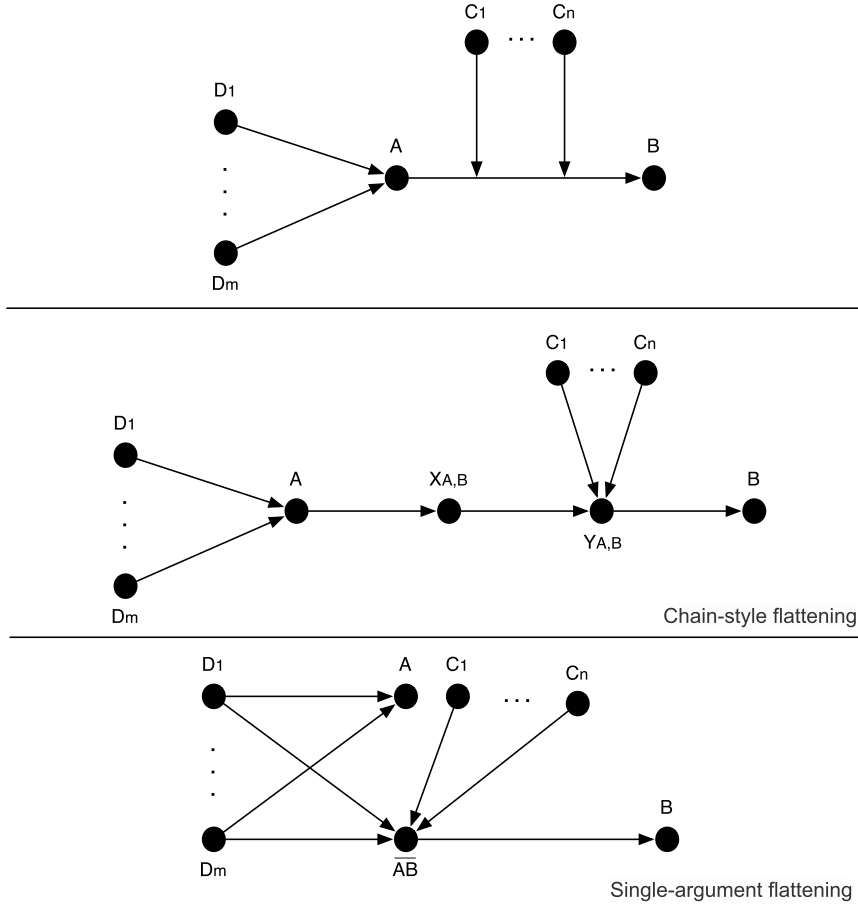 C1 ... Cn
D1
A
B
Dm
C1 ... Cn
D1
A
XA,B
B
YA,B
Dm
Chain-style flattening
D1
A
C1
...
Cn
B
Dm
A̅B̅
Single-argument flattening